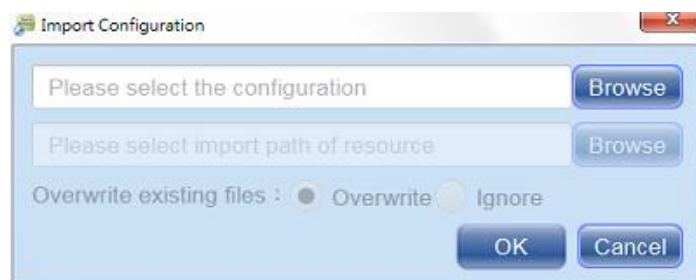 Import Configuration
x
Please select the configuration Browse
Please select import path of resource Browse
Overwrite existing files : Overwrite Ignore
OK Cancel